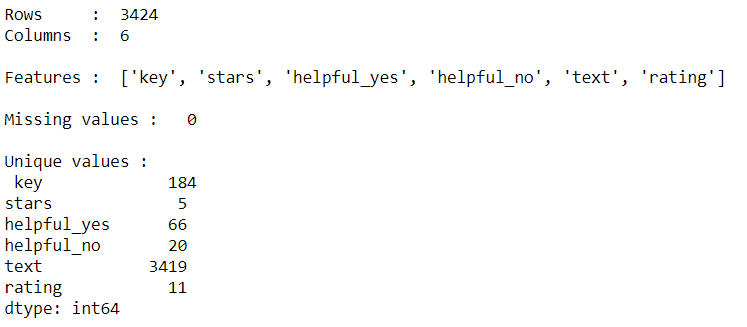 Rows     :  3424
Columns  :  6
Features :  ['key', 'stars', 'helpful_yes', 'helpful_no', 'text', 'rating']
Missing values :   0
Unique values :
 key             184
stars             5
helpful_yes      66
helpful_no       20
text           3419
rating           11
dtype: int64